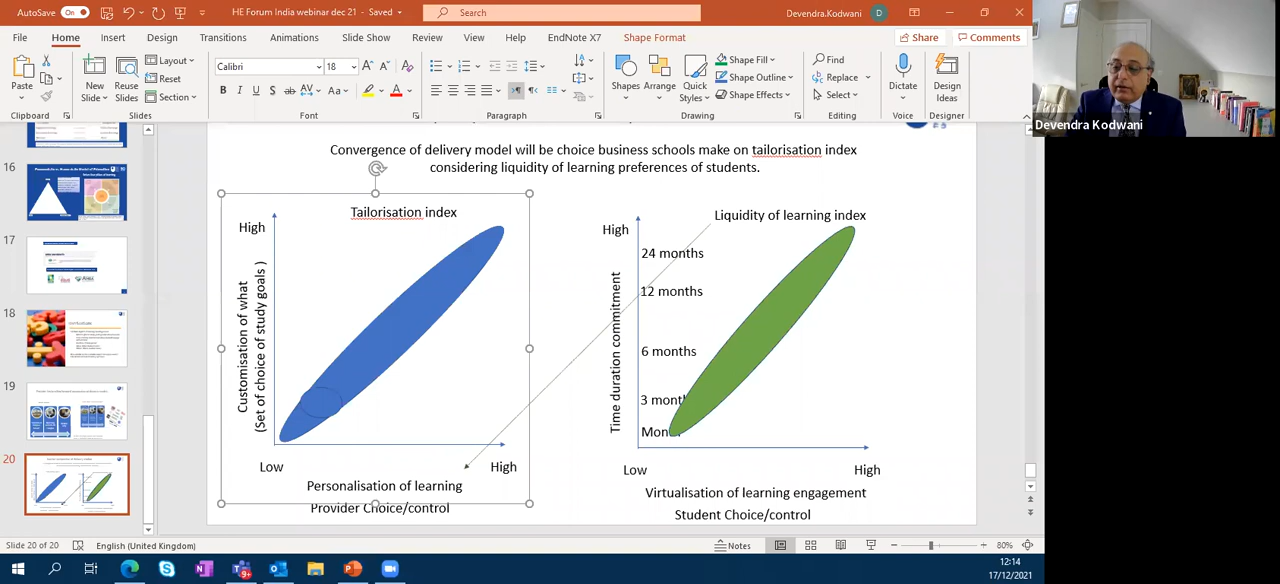 AutoSave
On
HE Forum India webinar dec 21 - Saved
Search
Devendra.Kodwani
D
File
Home
Insert
Design
Transitions
Animations
Slide Show
Review
View
Help
EndNote X7
Shape Format
Share
Comments
Paste
New Slide
Reuse Slides
Layout
Reset
Section
Calibri
18
Shapes
Arrange
Quick Styles
Shape Fill
Shape Outline
Shape Effects
Find
Replace
Select
Dictate
Design Ideas
Clipboard
Slides
Font
Paragraph
Drawing
Editing
Voice
Designer
Devendra Kodwani
16
17
18
19
20
Convergence of delivery model will be choice business schools make on tailorisation index
considering liquidity of learning preferences of students.
Tailorisation index
High
Customisation of what
(Set of choice of study goals )
Low
High
Personalisation of learning
Provider Choice/control
Liquidity of learning index
High
24 months
12 months
6 months
3 mont
Mon
Time duration commitment
Low
High
Virtualisation of learning engagement
Student Choice/control
Slide 20 of 20
English (United Kingdom)
Notes
80%
12:14
17/12/2021